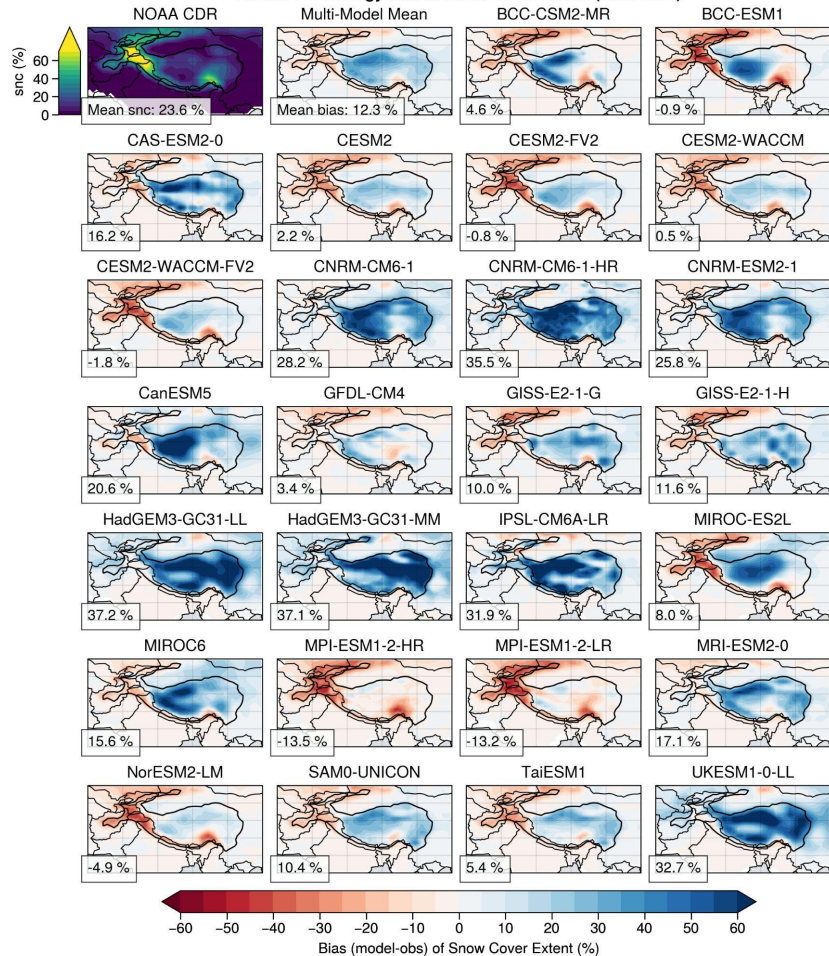 NOAA CDR
Multi-Model Mean
BCC-CSM2-MR
BCC-ESM1
snc (%)
60
40
20
0
Mean snc: 23.6 %
Mean bias: 12.3 %
4.6 %
-0.9 %
CAS-ESM2-0
CESM2
CESM2-FV2
CESM2-WACCM
16.2 %
2.2 %
-0.8 %
0.5 %
CESM2-WACCM-FV2
CNRM-CM6-1
CNRM-CM6-1-HR
CNRM-ESM2-1
-1.8 %
28.2 %
35.5 %
25.8 %
CanESM5
GFDL-CM4
GISS-E2-1-G
GISS-E2-1-H
20.6 %
3.4 %
10.0 %
11.6 %
HadGEM3-GC31-LL
HadGEM3-GC31-MM
IPSL-CM6A-LR
MIROC-ES2L
37.2 %
37.1 %
31.9 %
8.0 %
MIROC6
MPI-ESM1-2-HR
MPI-ESM1-2-LR
MRI-ESM2-0
15.6 %
-13.5 %
-13.2 %
17.1 %
NorESM2-LM
SAM0-UNICON
TaiESM1
UKESM1-0-LL
-4.9 %
10.4 %
5.4 %
32.7 %
−60 −50 −40 −30 −20 −10 0 10 20 30 40 50 60
Bias (model-obs) of Snow Cover Extent (%)